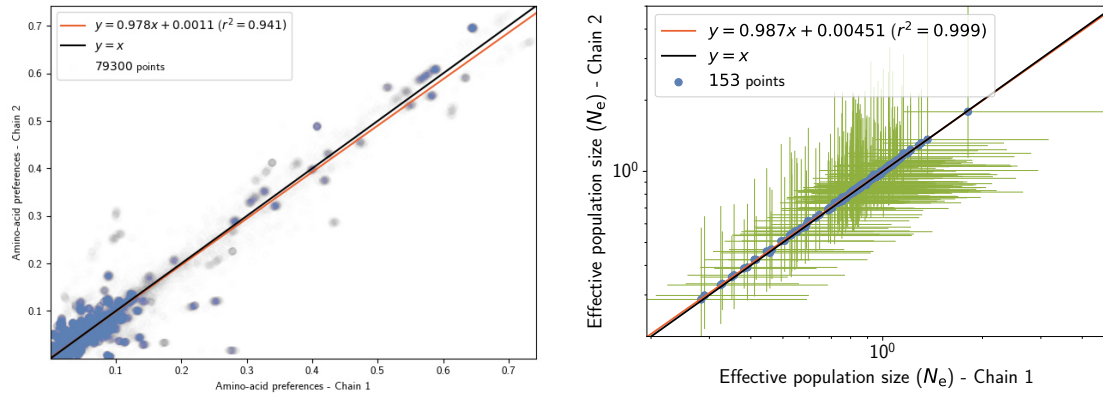 y = 0.978x + 0.0011 (r² = 0.941)
y = x
79300 points
0.7
0.6
0.5
0.4
0.3
0.2
0.1
0.1
0.2
0.3
0.4
0.5
0.6
0.7
Amino-acid preferences - Chain 2
Amino-acid preferences - Chain 1
y = 0.987x + 0.00451 (r² = 0.999)
y = x
153 points
10⁰
10⁰
Effective population size (Nₑ) - Chain 2
Effective population size (Nₑ) - Chain 1